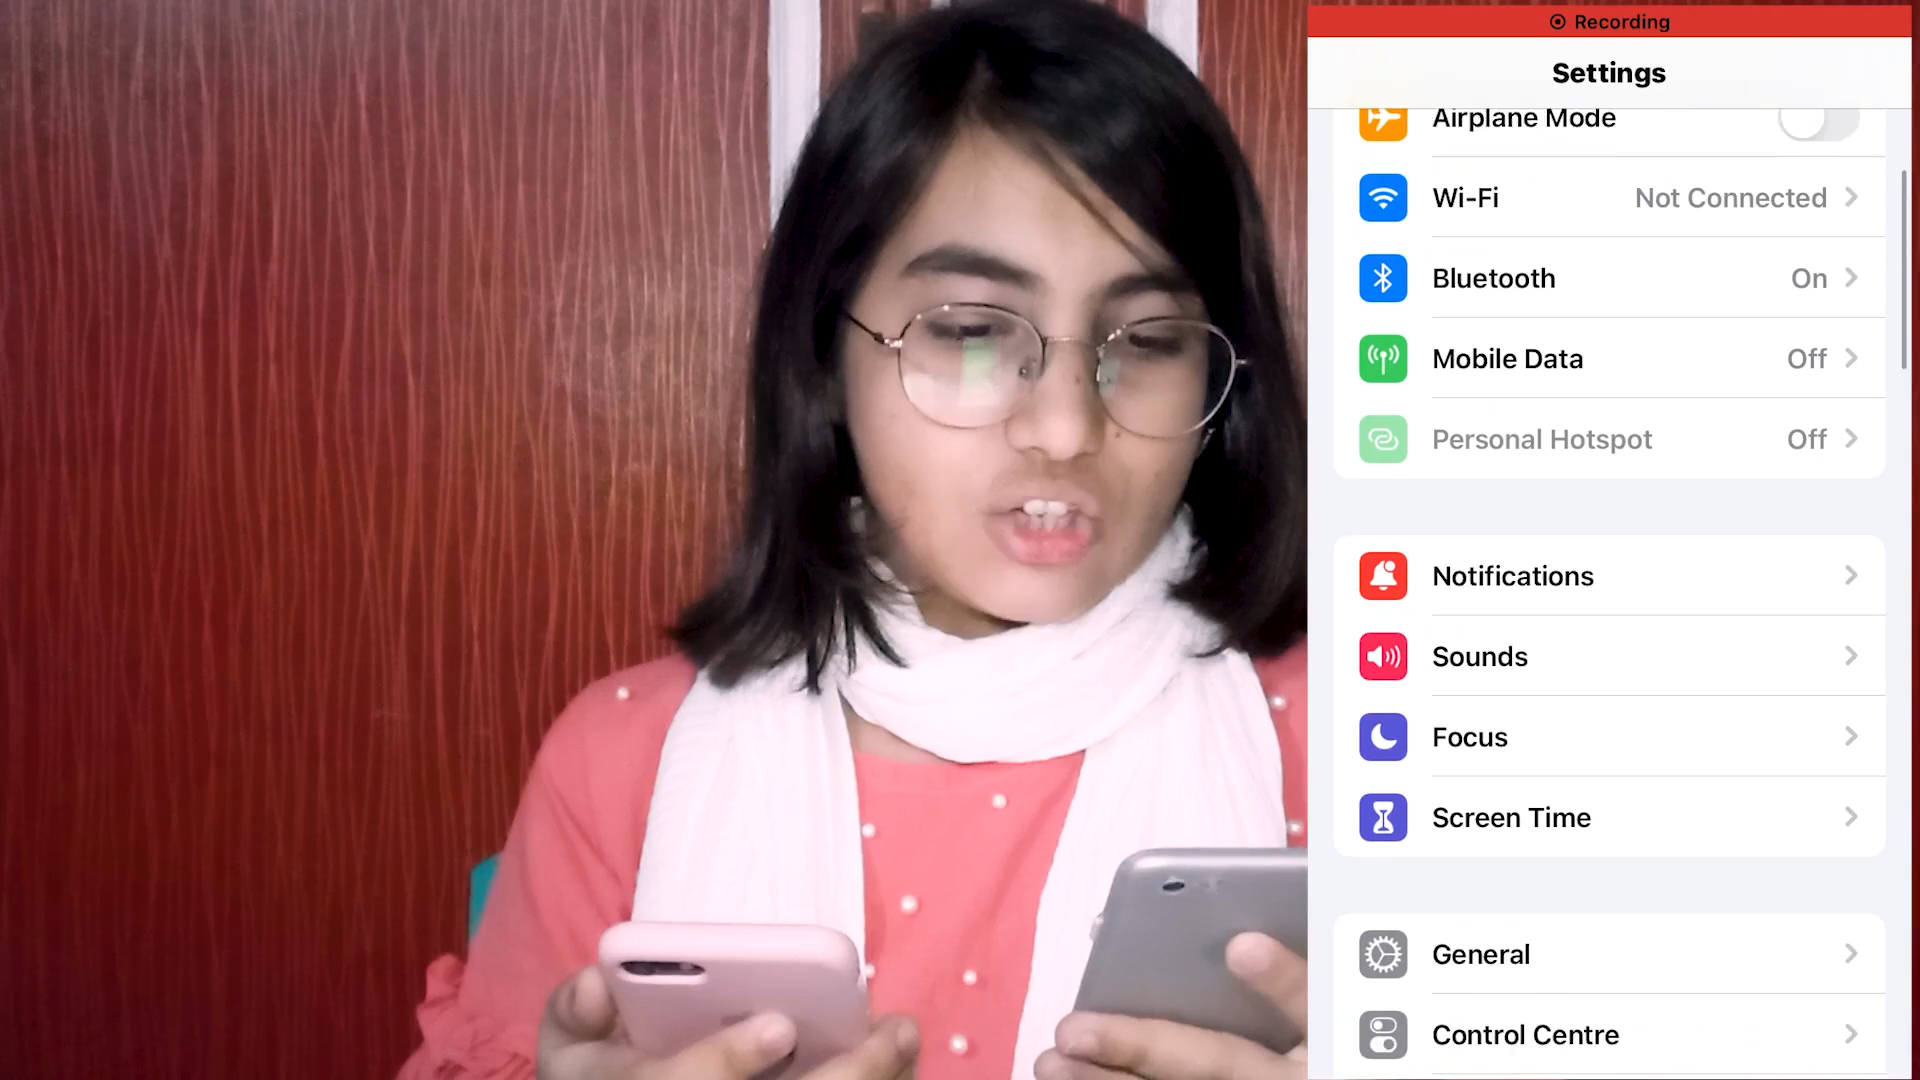 Recording
Settings
Airplane Mode
Wi-Fi Not Connected
Bluetooth On
Mobile Data Off
Personal Hotspot Off
Notifications
Sounds
Focus
Screen Time
General
Control Centre